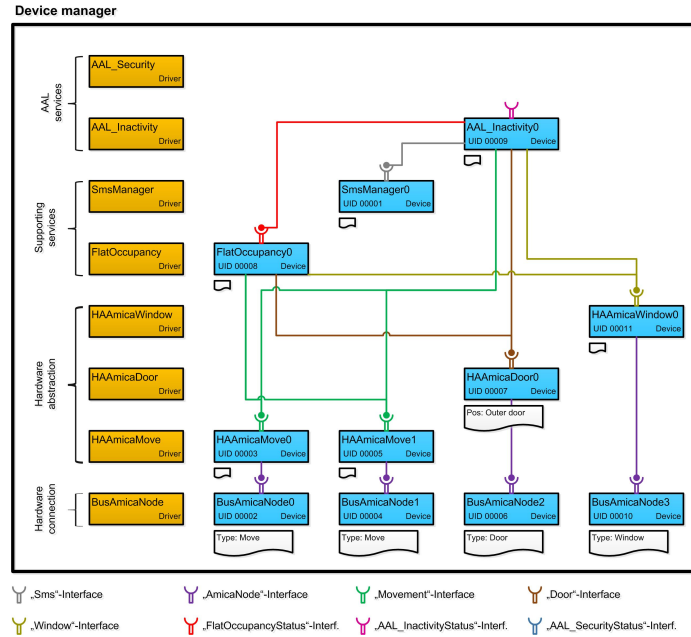 Device manager
AAL
services
AAL_Security
Driver
AAL_Inactivity
Driver
AAL_Inactivity0
UID 00009 Device
Supporting
services
SmsManager
Driver
SmsManager0
UID 00001 Device
FlatOccupancy
Driver
FlatOccupancy0
UID 00008 Device
Hardware
abstraction
HAAmicaWindow
Driver
HAAmicaWindow0
UID 00011 Device
HAAmicaDoor
Driver
HAAmicaDoor0
UID 00007 Device
Pos: Outer door
HAAmicaMove
Driver
HAAmicaMove0
UID 00003 Device
HAAmicaMove1
UID 00005 Device
Hardware
connection
BusAmicaNode
Driver
BusAmicaNode0
UID 00002 Device
Type: Move
BusAmicaNode1
UID 00004 Device
Type: Move
BusAmicaNode2
UID 00006 Device
Type: Door
BusAmicaNode3
UID 00010 Device
Type: Window
„Sms“-Interface
„AmicaNode“-Interface
„Movement“-Interface
„Door“-Interface
„Window“-Interface
„FlatOccupancyStatus“-Interf.
„AAL_InactivityStatus“-Interf.
„AAL_SecurityStatus“-Interf.